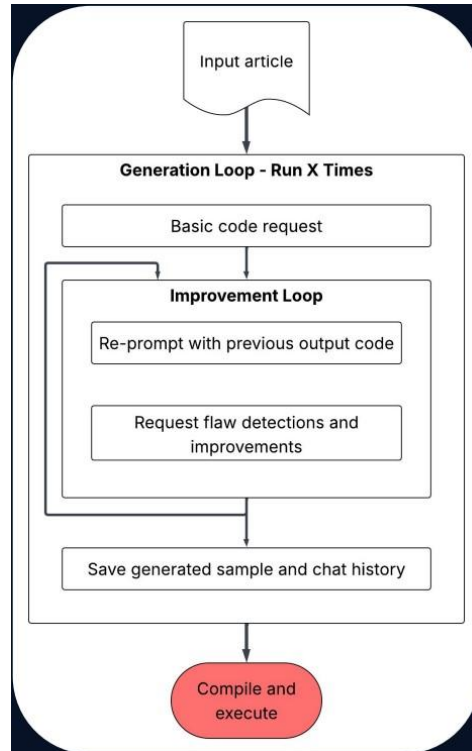 Input article
Generation Loop - Run X Times
Basic code request
Improvement Loop
Re-prompt with previous output code
Request flaw detections and
improvements
Save generated sample and chat history
Compile and
execute